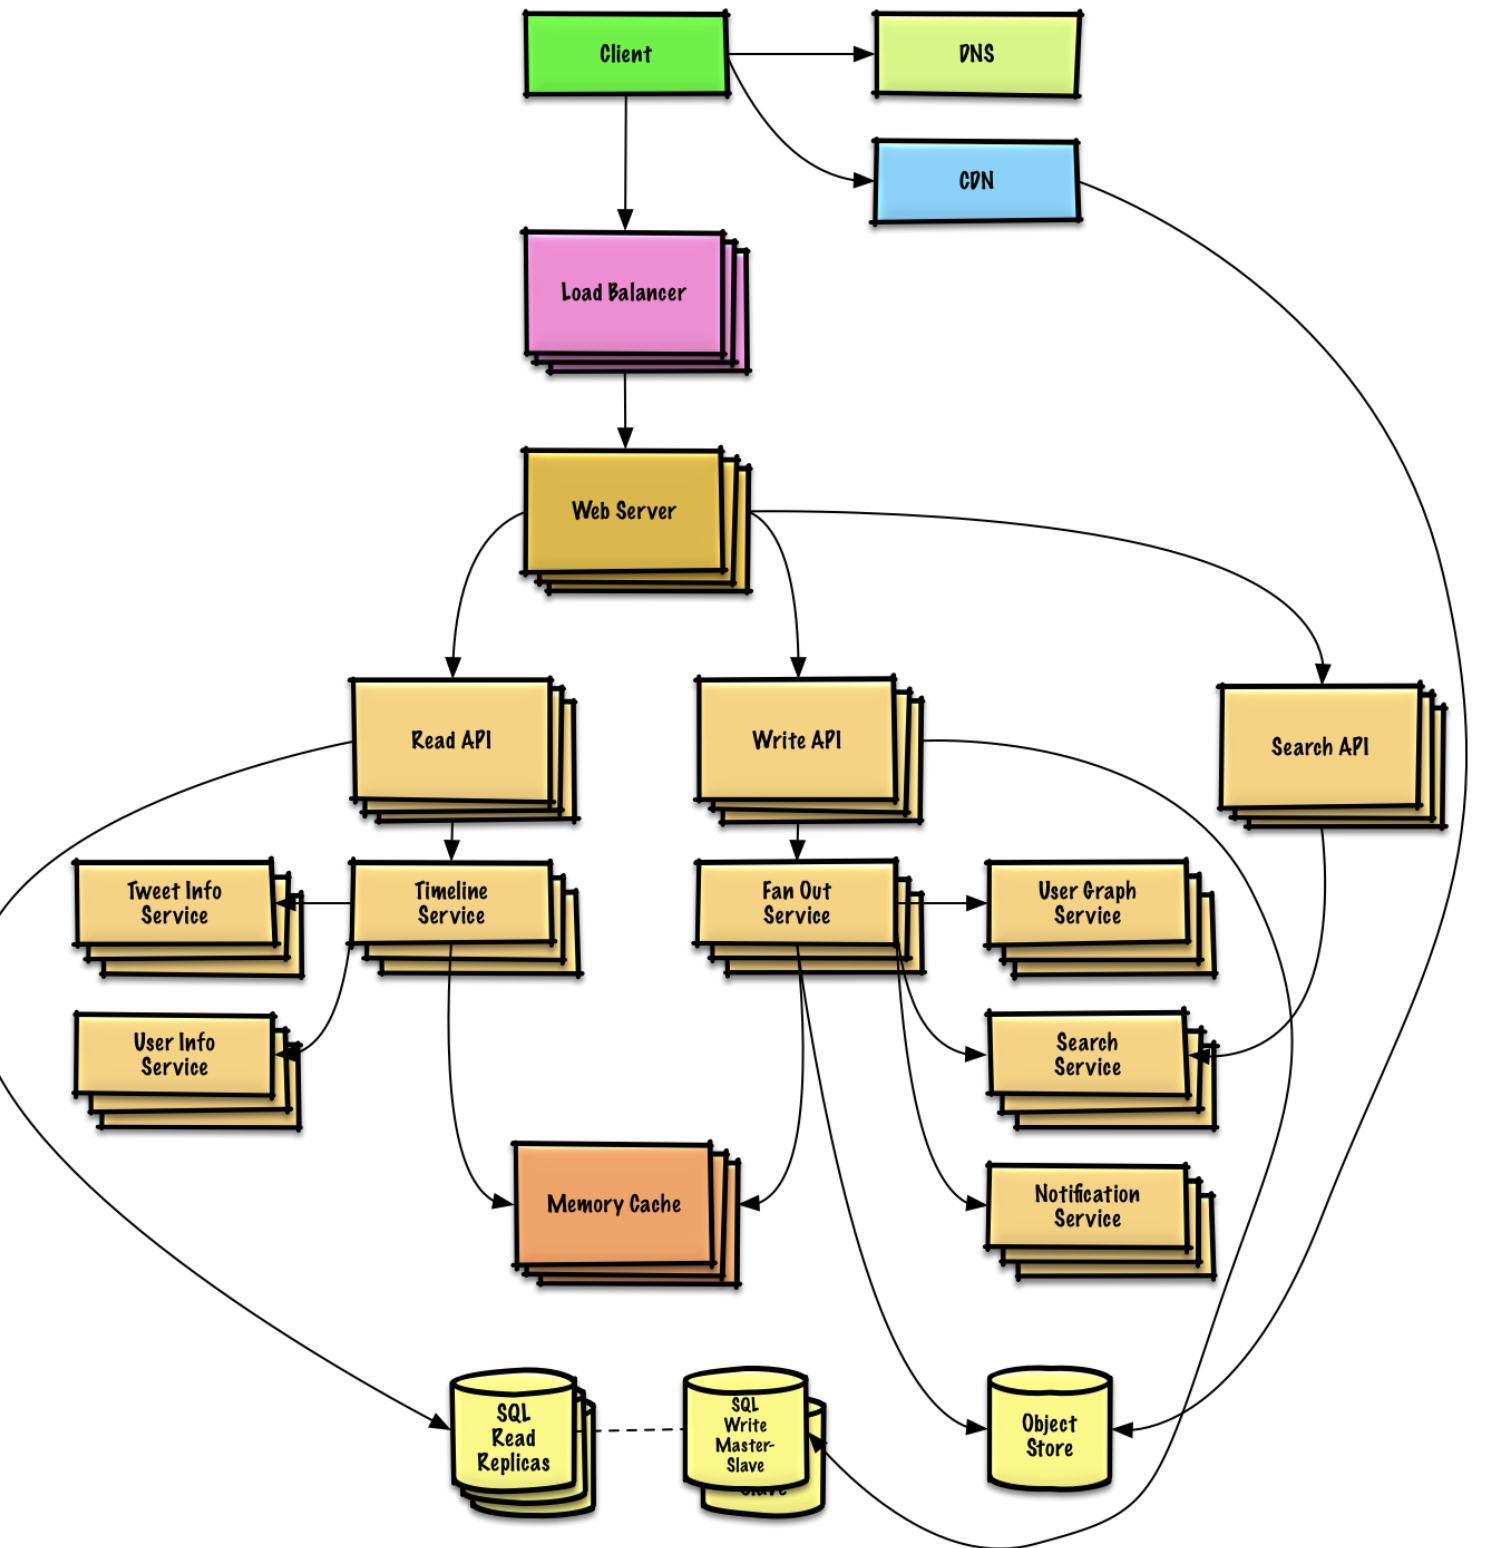 Client
DNS
CDN
Load Balancer
Web Server
Read API
Write API
Search API
Tweet Info
Service
Timeline
Service
Fan Out
Service
User Graph
Service
User Info
Service
Search
Service
Memory Cache
Notification
Service
SQL
Read
Replicas
SQL
Write
Master-
Slave
Slave
Object
Store